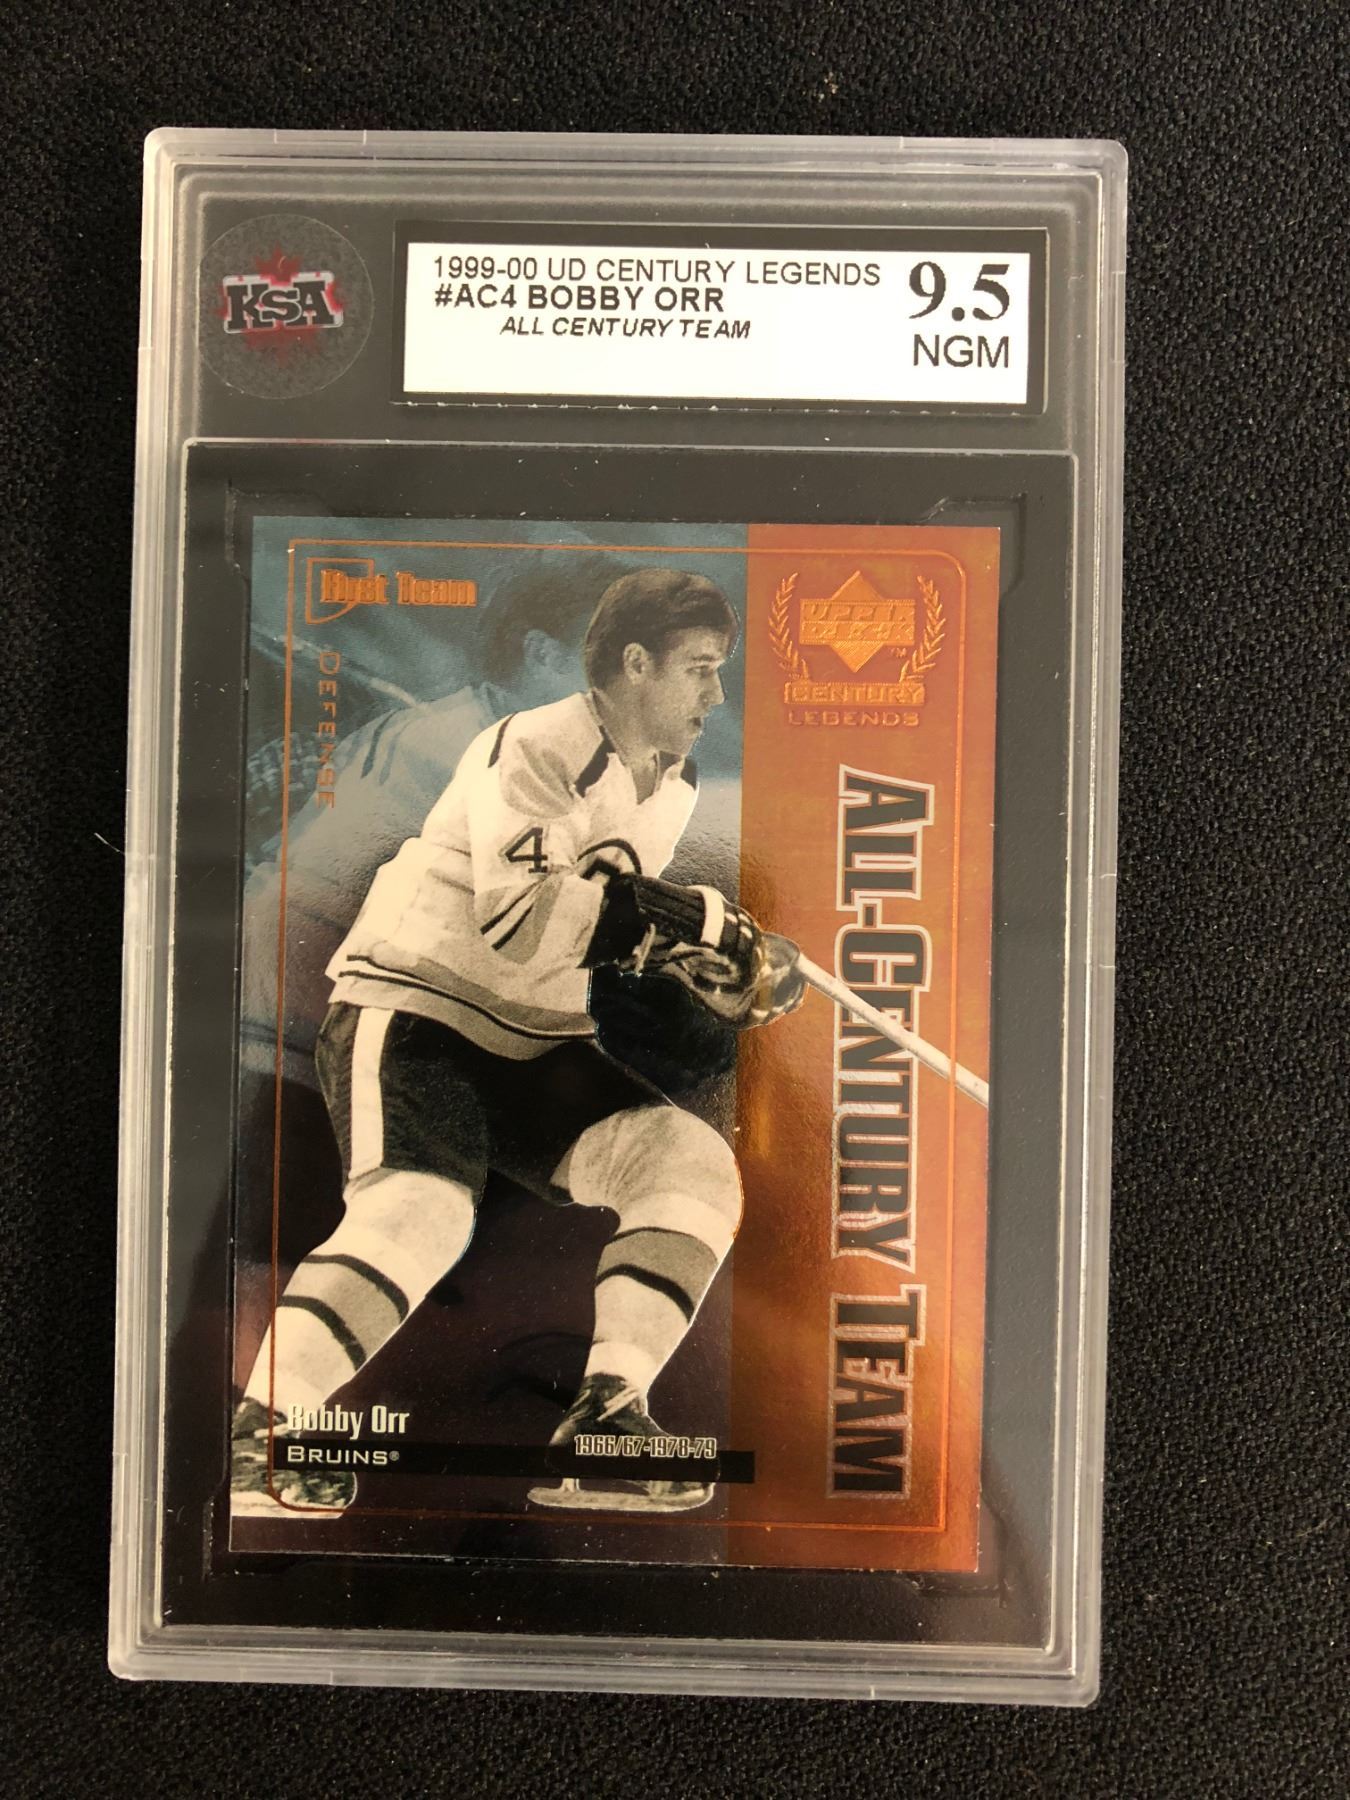 KSA
1999-00 UD CENTURY LEGENDS
#AC4 BOBBY ORR
ALL CENTURY TEAM
9.5
NGM
First Team
DEFENSE
UPPER
DECK
TM
CENTURY
LEGENDS
ALL-CENTURY TEAM
4
Bobby Orr
BRUINS®
1966/67-1978-79